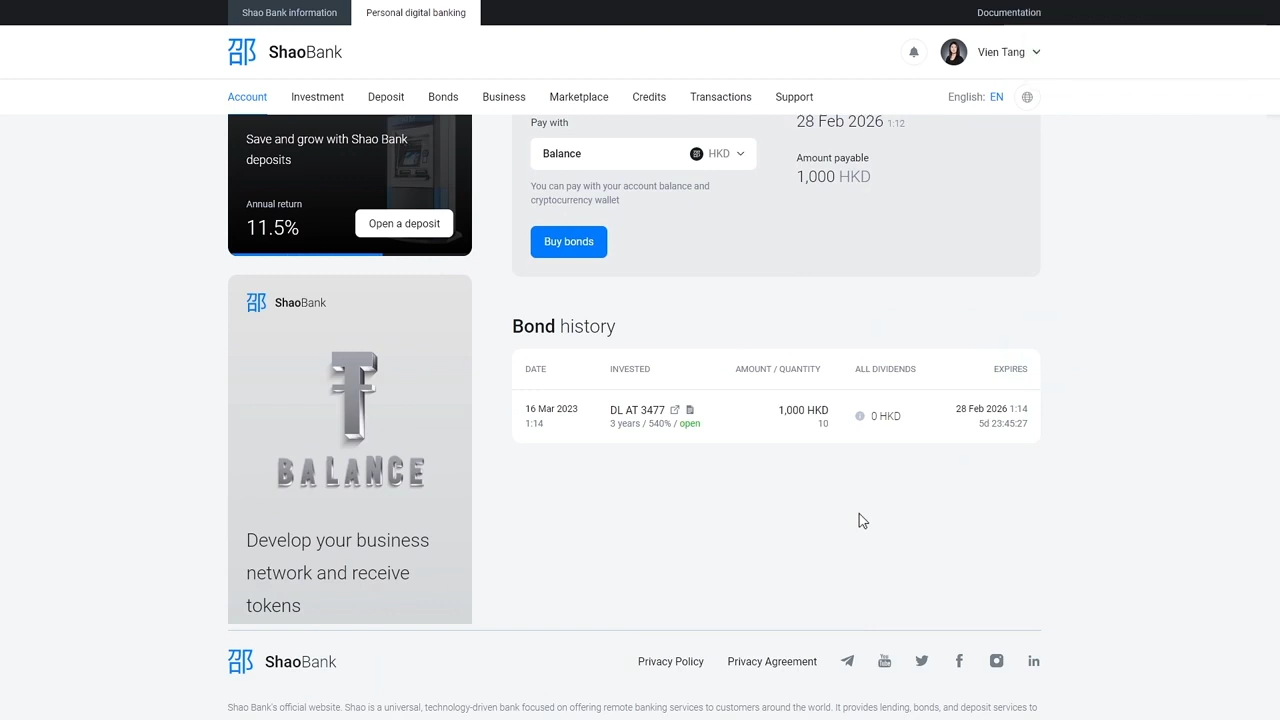 Shao Bank information
Personal digital banking
Documentation
邵 ShaoBank
Vien Tang
Account
Investment
Deposit
Bonds
Business
Marketplace
Credits
Transactions
Support
English: EN
Save and grow with Shao Bank
deposits
Annual return
11.5%
Open a deposit
Pay with
Balance
HKD
You can pay with your account balance and
cryptocurrency wallet
Buy bonds
28 Feb 2026 1:12
Amount payable
1,000 HKD
邵 ShaoBank
BALANCE
Develop your business
network and receive
tokens
Bond history
DATE
INVESTED
AMOUNT / QUANTITY
ALL DIVIDENDS
EXPIRES
16 Mar 2023
1:14
DL AT 3477
3 years / 540% / open
1,000 HKD
10
0 HKD
28 Feb 2026 1:14
5d 23:45:27
邵 ShaoBank
Privacy Policy
Privacy Agreement
Shao Bank's official website. Shao is a universal, technology-driven bank focused on offering remote banking services to customers around the world. It provides lending, bonds, and deposit services to